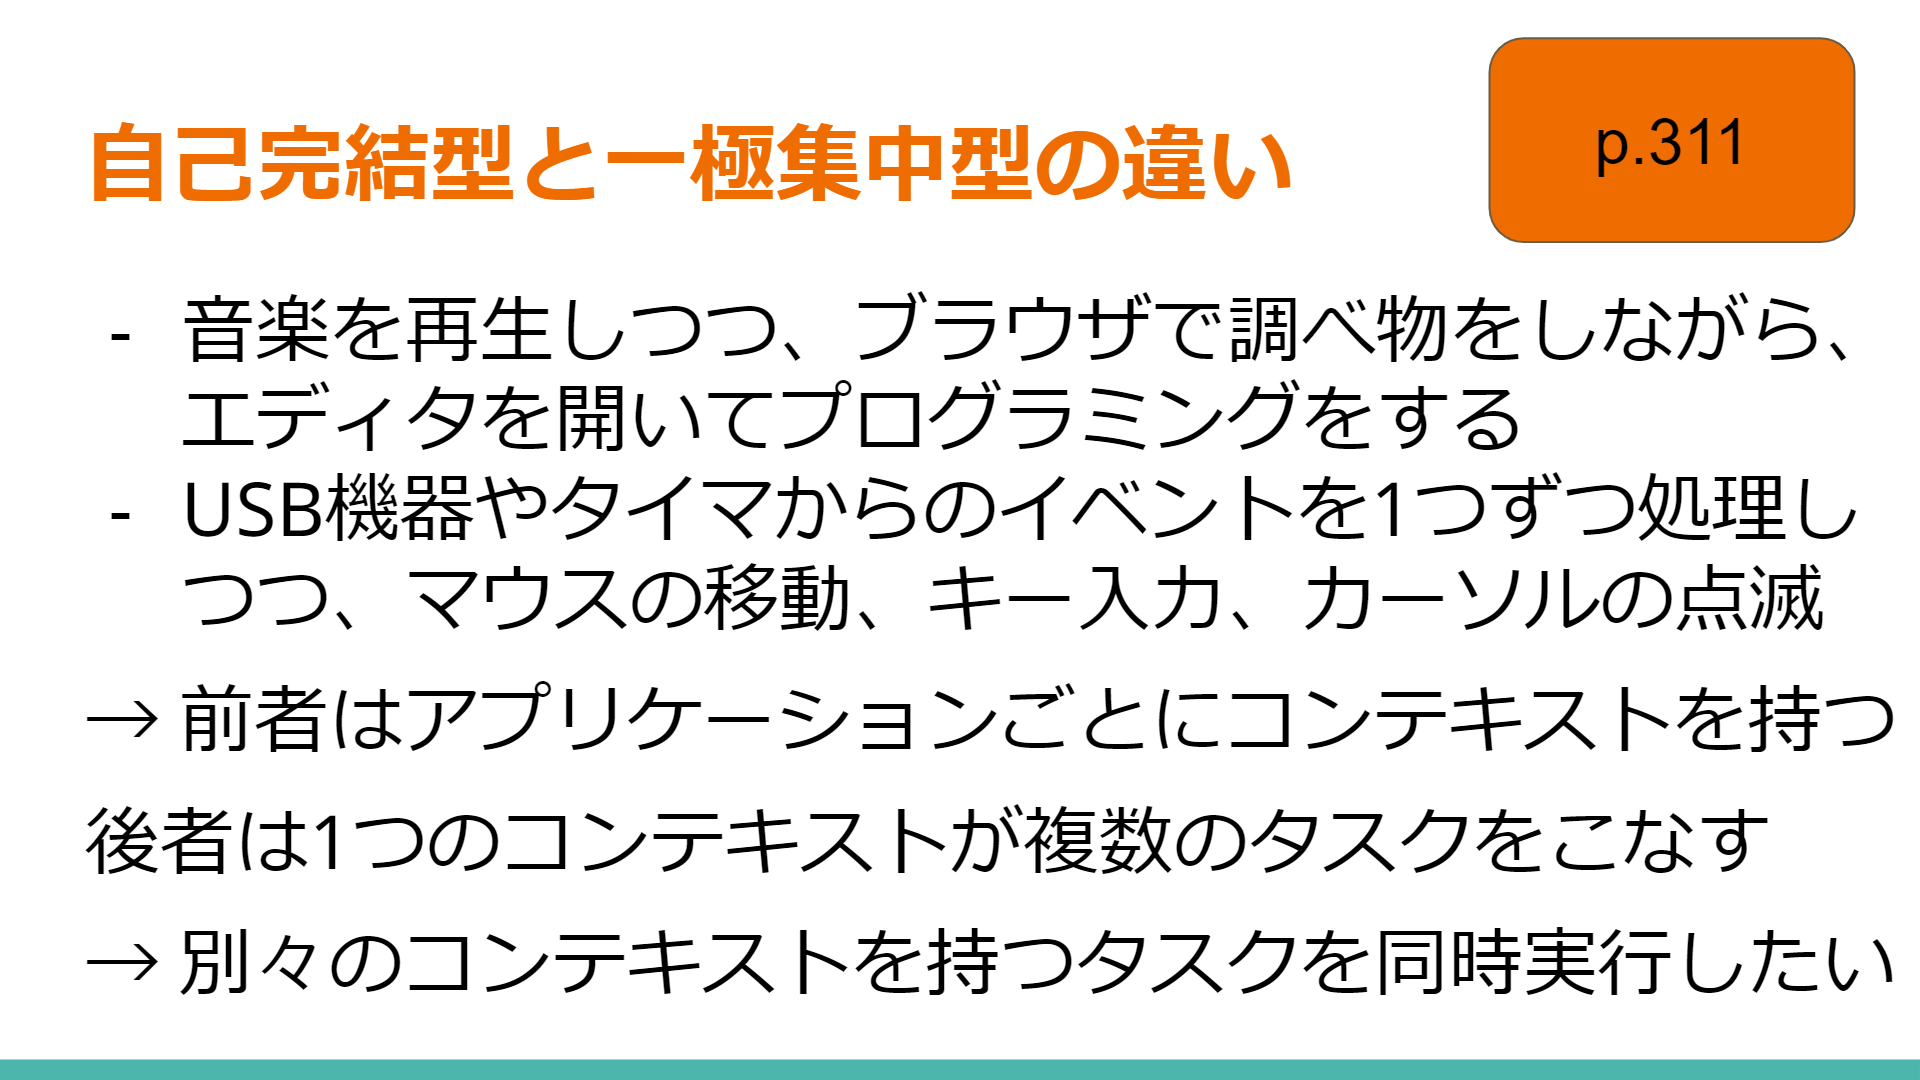 自己完結型と一極集中型の違い
p.311
- 音楽を再生しつつ、ブラウザで調べ物をしながら、
エディタを開いてプログラミングをする
- USB機器やタイマからのイベントを1つずつ処理し
つつ、マウスの移動、キー入力、カーソルの点滅
→ 前者はアプリケーションごとにコンテキストを持つ
後者は1つのコンテキストが複数のタスクをこなす
→ 別々のコンテキストを持つタスクを同時実行したい